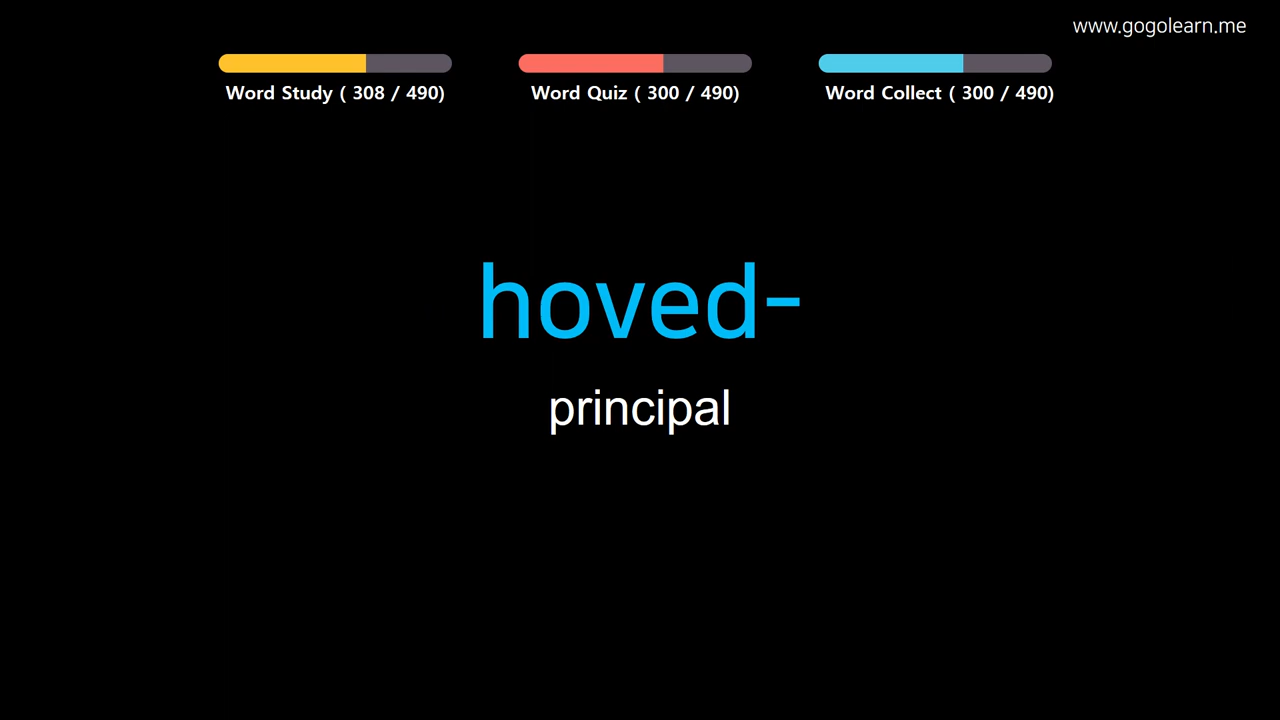 www.gogolearn.me
Word Study ( 308 / 490)
Word Quiz ( 300 / 490)
Word Collect ( 300 / 490)
hoved-
principal